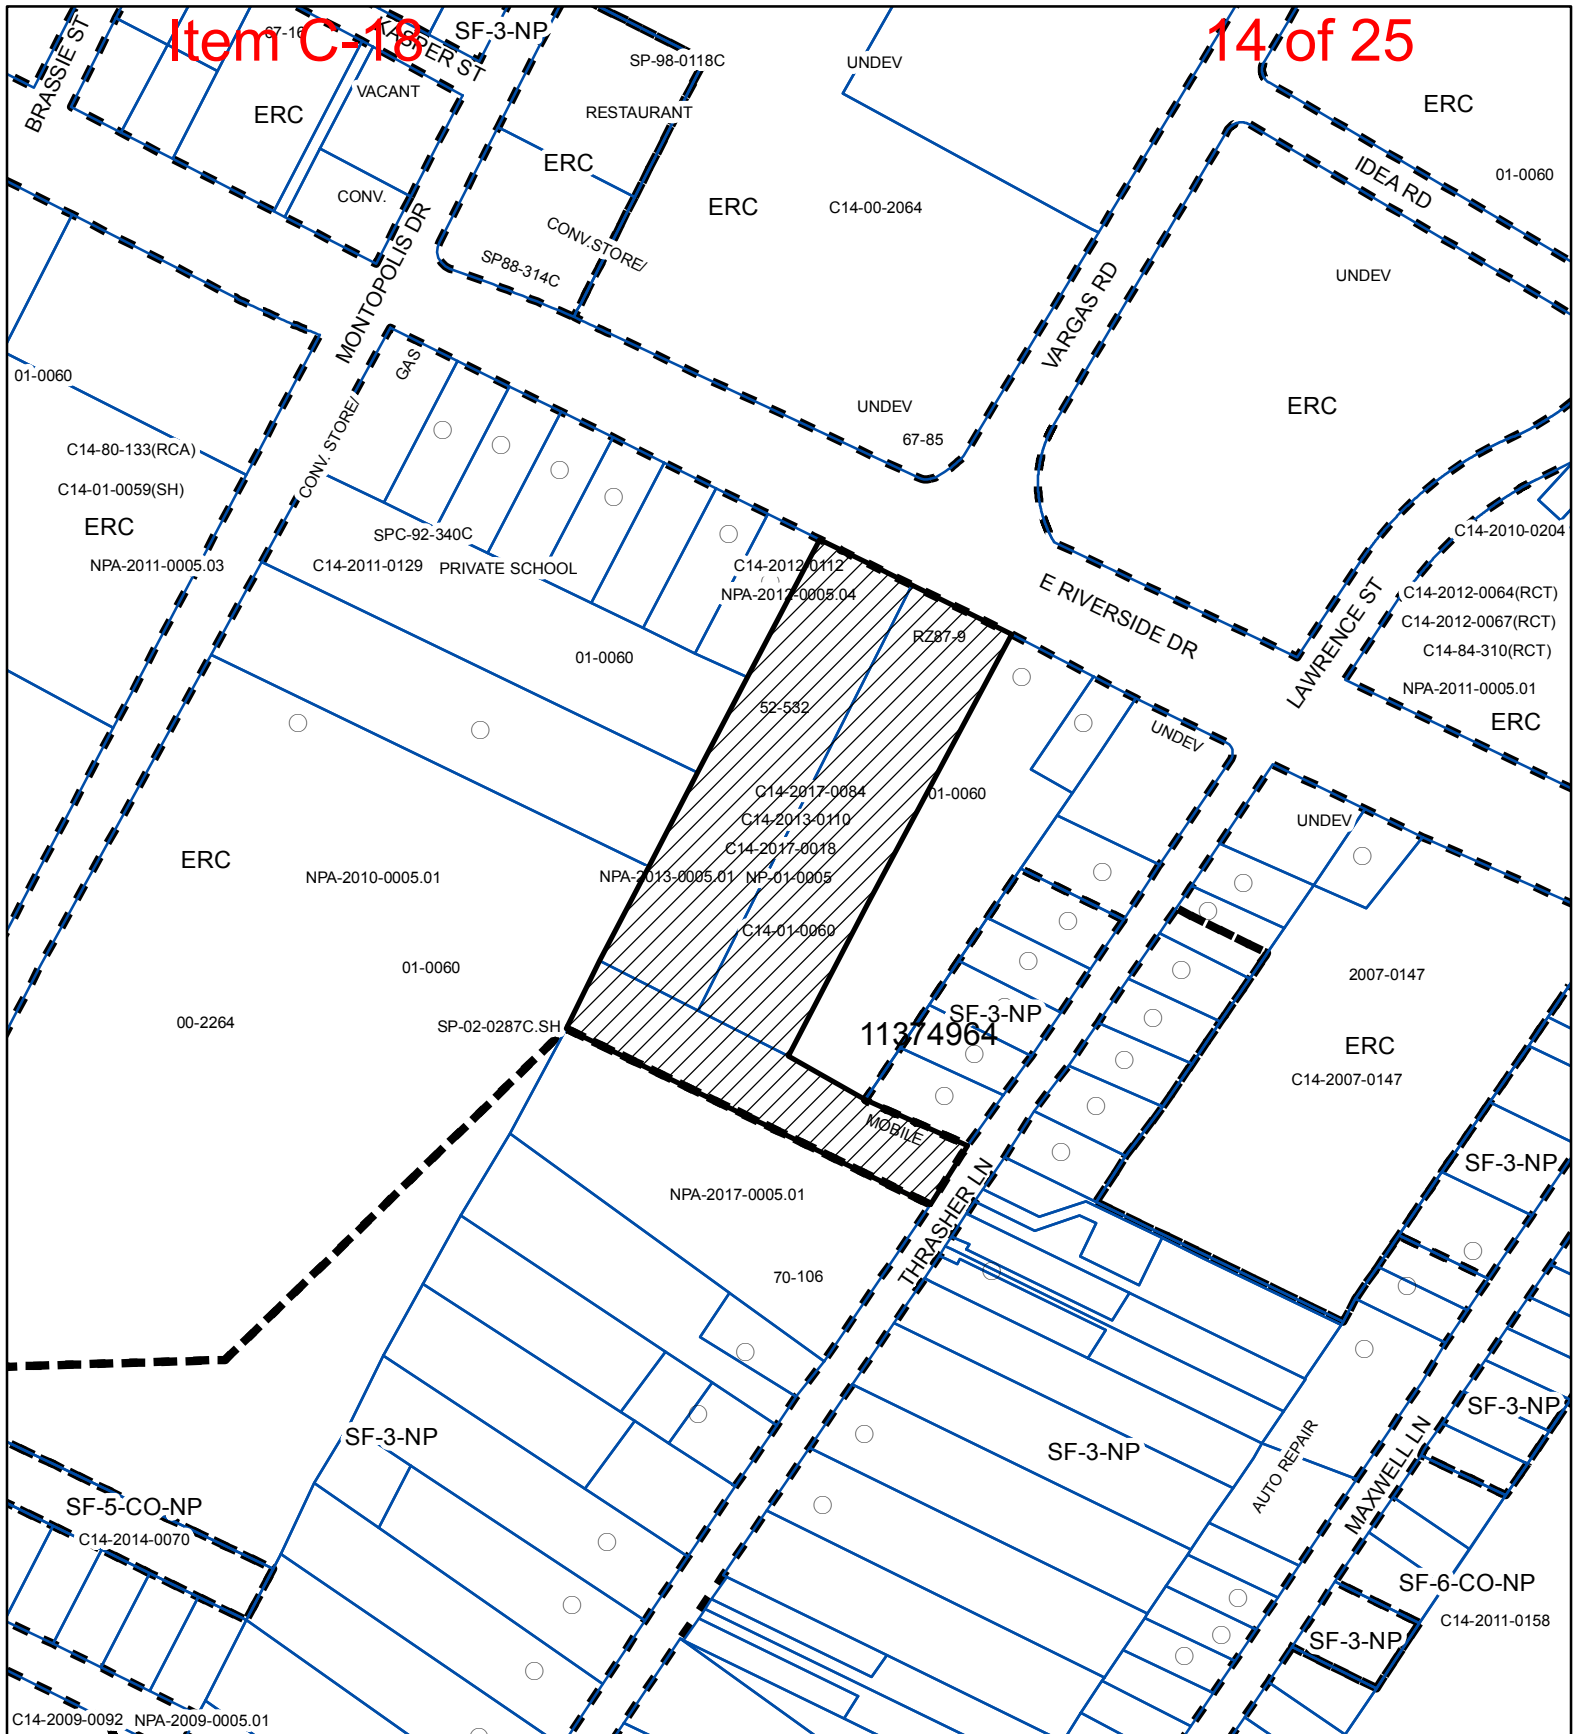 Item C-18
14 of 25
BRASSIE ST
67-16
KASPER ST
SF-3-NP
SP-98-0118C
UNDEV
ERC
VACANT
RESTAURANT
ERC
ERC
IDEA RD
01-0060
CONV.
ERC
C14-00-2064
MONTOPOLIS DR
CONV.STORE/
SP88-314C
VARGAS RD
UNDEV
01-0060
GAS
CONV. STORE/
UNDEV
67-85
ERC
C14-80-133(RCA)
C14-01-0059(SH)
ERC
NPA-2011-0005.03
SPC-92-340C
C14-2011-0129
PRIVATE SCHOOL
C14-2012-0112
NPA-2012-0005.04
E RIVERSIDE DR
LAWRENCE ST
C14-2010-0204
C14-2012-0064(RCT)
C14-2012-0067(RCT)
C14-84-310(RCT)
NPA-2011-0005.01
ERC
RZ87-9
01-0060
52-532
UNDEV
C14-2017-0084
01-0060
C14-2013-0110
UNDEV
C14-2017-0018
ERC
NPA-2010-0005.01
NPA-2013-0005.01
NP-01-0005
C14-01-0060
01-0060
2007-0147
00-2264
SP-02-0287C.SH
SF-3-NP
11374964
ERC
C14-2007-0147
MOBILE
SF-3-NP
NPA-2017-0005.01
THRASHER LN
70-106
SF-3-NP
SF-3-NP
SF-3-NP
AUTO REPAIR
MAXWELL LN
SF-5-CO-NP
C14-2014-0070
SF-6-CO-NP
C14-2011-0158
SF-3-NP
C14-2009-0092
NPA-2009-0005.01